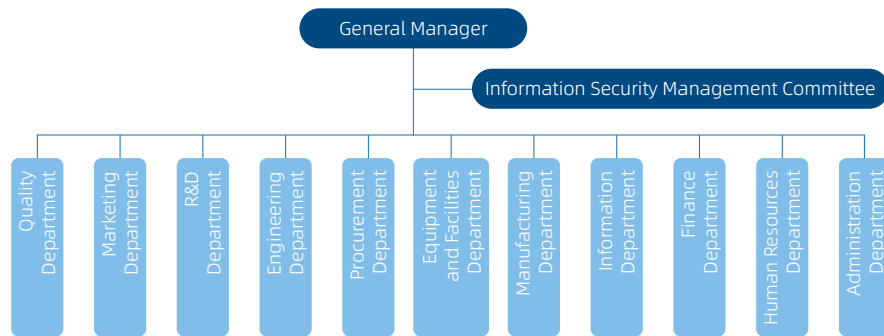 General Manager
Information Security Management Committee
Quality
Department
Marketing
Department
R&D
Department
Engineering
Department
Procurement
Department
Equipment
and Facilities
Department
Manufacturing
Department
Information
Department
Finance
Department
Human Resources
Department
Administration
Department